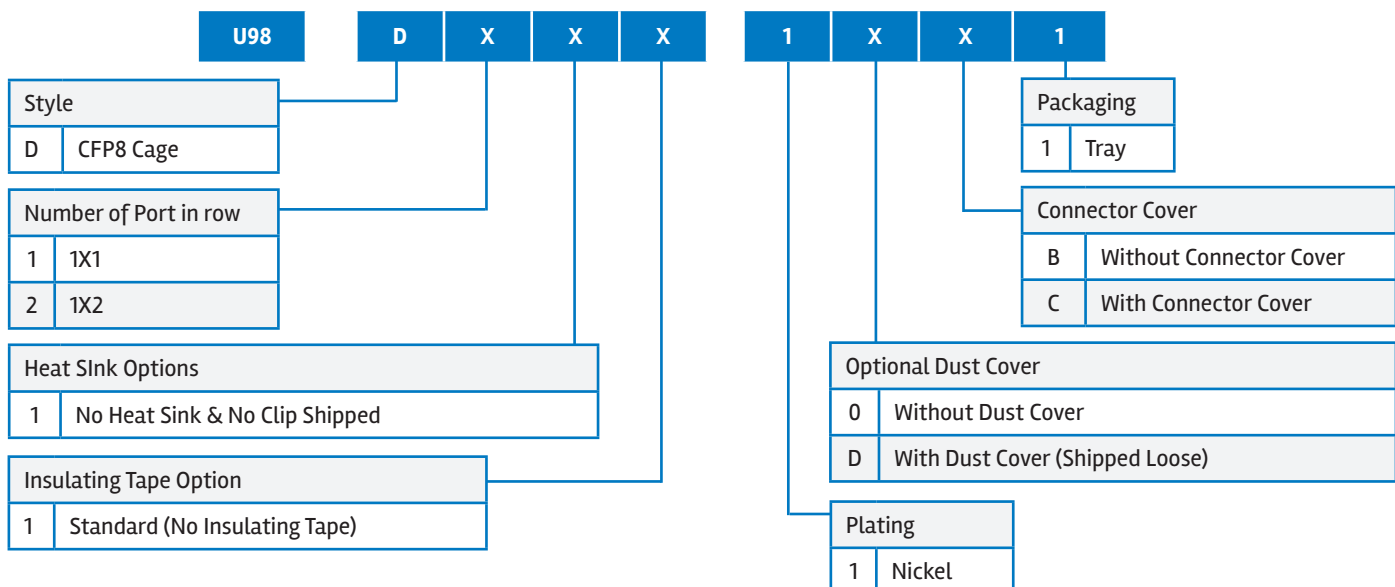 U98 D X X X 1 X X 1
Style
D CFP8 Cage
Number of Port in row
1 1X1
2 1X2
Heat SInk Options
1 No Heat Sink & No Clip Shipped
Insulating Tape Option
1 Standard (No Insulating Tape)
Packaging
1 Tray
Connector Cover
B Without Connector Cover
C With Connector Cover
Optional Dust Cover
0 Without Dust Cover
D With Dust Cover (Shipped Loose)
Plating
1 Nickel